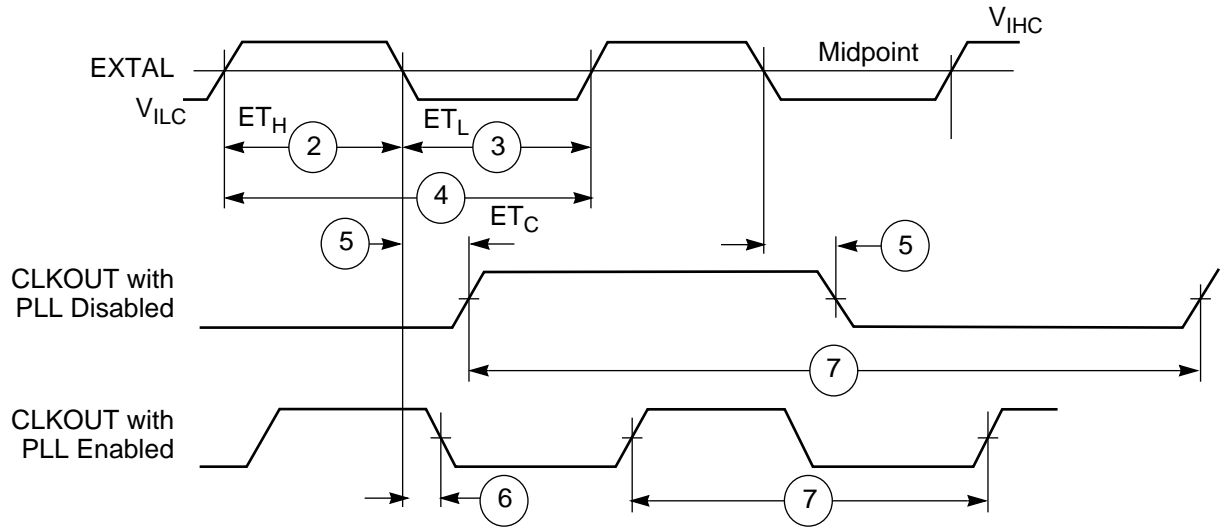 V_IHC
EXTAL
Midpoint
V_ILC
ET_H
ET_L
2
3
4
ET_C
5
5
CLKOUT with
PLL Disabled
7
CLKOUT with
PLL Enabled
6
7